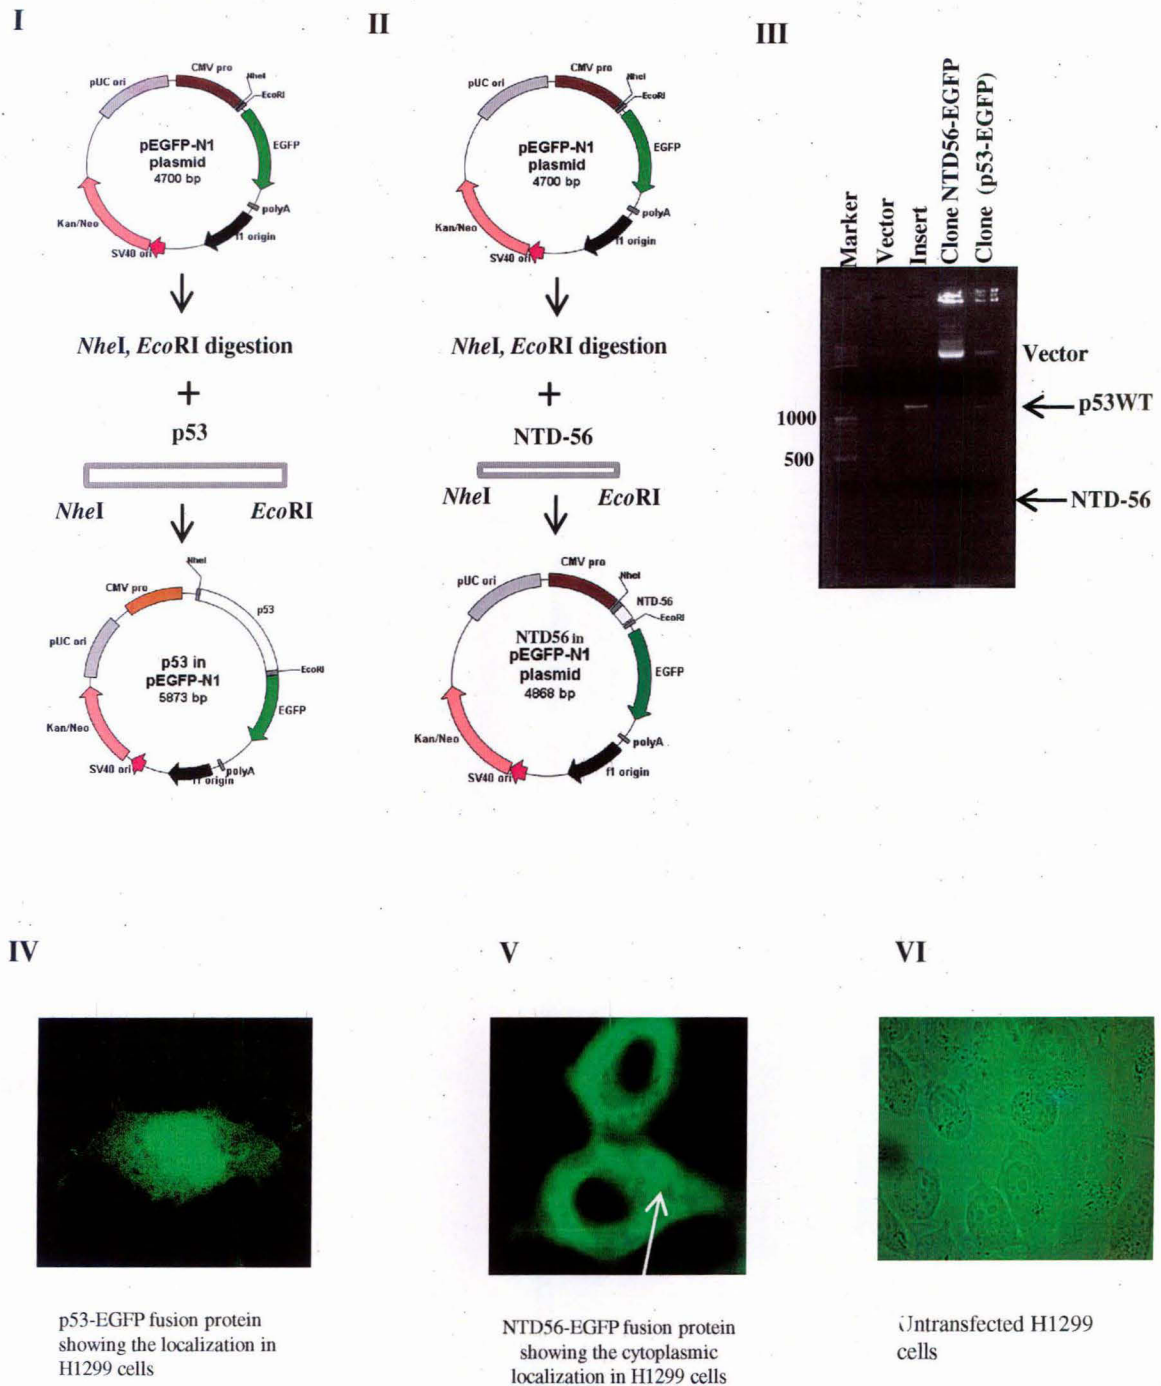 I
II
III
pUC ori
CMV pro
NheI
EcoRI
EGFP
polyA
f1 origin
SV40 ori
Kan/Neo
pEGFP-N1
plasmid
4700 bp
NheI, EcoRI digestion
+
p53
NheI
EcoRI
NheI
CMV pro
p53
pUC ori
EcoRI
p53 in
pEGFP-N1
5873 bp
EGFP
Kan/Neo
SV40 ori
polyA
f1 origin
pUC ori
CMV pro
NheI
EcoRI
EGFP
polyA
f1 origin
SV40 ori
Kan/Neo
pEGFP-N1
plasmid
4700 bp
NheI, EcoRI digestion
+
NTD-56
NheI
EcoRI
CMV pro
pUC ori
NheI
NTD-56
EcoRI
NTD56 in
pEGFP-N1
plasmid
4868 bp
EGFP
Kan/Neo
polyA
SV40 ori
f1 origin
Marker
Vector
Insert
Clone NTD56-EGFP
Clone (p53-EGFP)
Vector
p53WT
1000
500
NTD-56
IV
V
VI
p53-EGFP fusion protein
showing the localization in
H1299 cells
NTD56-EGFP fusion protein
showing the cytoplasmic
localization in H1299 cells
Untransfected H1299
cells